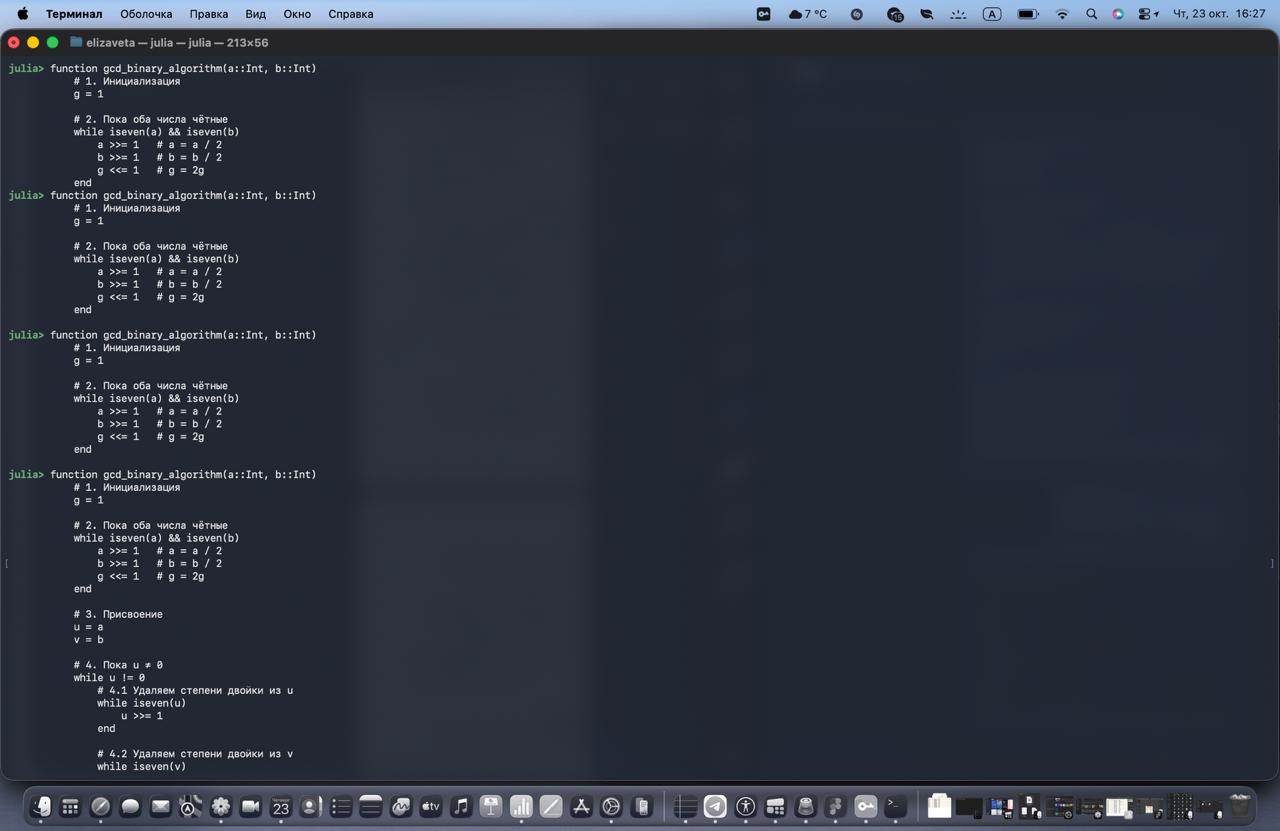 Терминал Оболочка Правка Вид Окно Справка 7 °C 15 A Чт, 23 окт. 16:27
elizaveta — julia — julia — 213×56
julia> function gcd_binary_algorithm(a::Int, b::Int)
# 1. Инициализация
g = 1
# 2. Пока оба числа чётные
while iseven(a) && iseven(b)
a >>= 1 # a = a / 2
b >>= 1 # b = b / 2
g <<= 1 # g = 2g
end
julia> function gcd_binary_algorithm(a::Int, b::Int)
# 1. Инициализация
g = 1
# 2. Пока оба числа чётные
while iseven(a) && iseven(b)
a >>= 1 # a = a / 2
b >>= 1 # b = b / 2
g <<= 1 # g = 2g
end
julia> function gcd_binary_algorithm(a::Int, b::Int)
# 1. Инициализация
g = 1
# 2. Пока оба числа чётные
while iseven(a) && iseven(b)
a >>= 1 # a = a / 2
b >>= 1 # b = b / 2
g <<= 1 # g = 2g
end
julia> function gcd_binary_algorithm(a::Int, b::Int)
# 1. Инициализация
g = 1
# 2. Пока оба числа чётные
while iseven(a) && iseven(b)
a >>= 1 # a = a / 2
[ b >>= 1 # b = b / 2 ]
g <<= 1 # g = 2g
end
# 3. Присвоение
u = a
v = b
# 4. Пока u ≠ 0
while u != 0
# 4.1 Удаляем степени двойки из u
while iseven(u)
u >>= 1
end
# 4.2 Удаляем степени двойки из v
while iseven(v)
23 tv >_